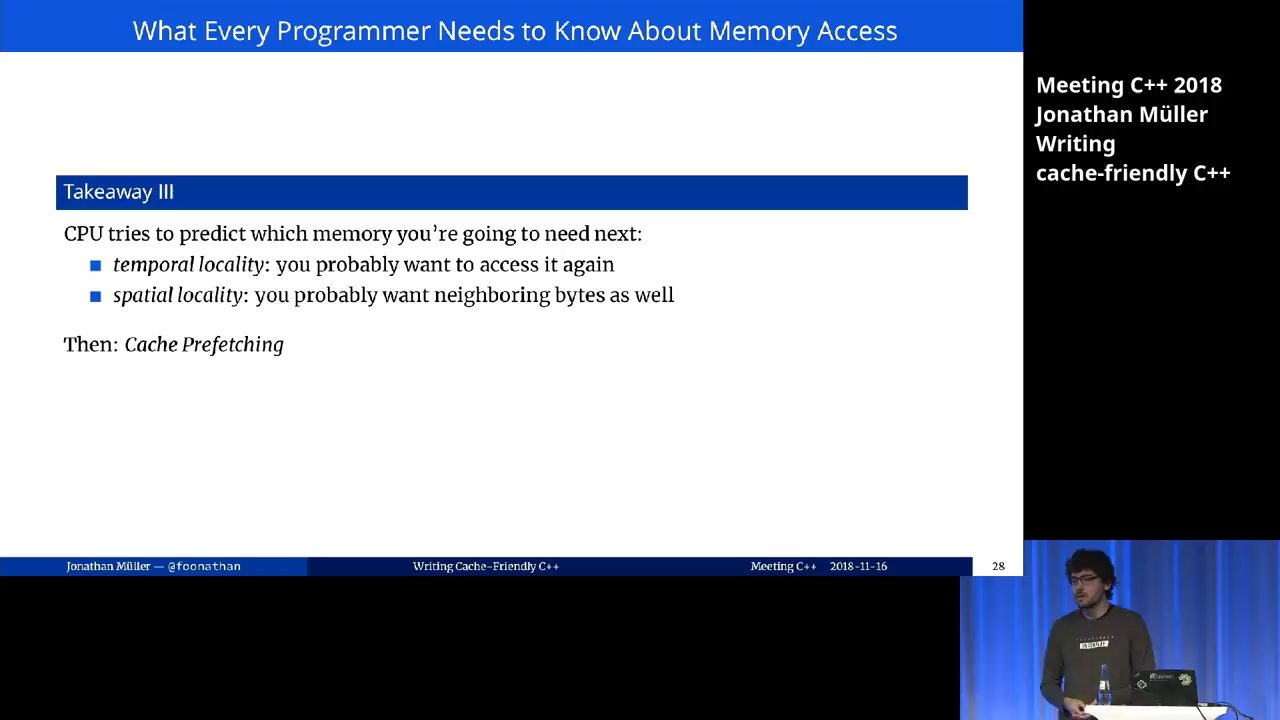 What Every Programmer Needs to Know About Memory Access
Takeaway III
CPU tries to predict which memory you're going to need next:
temporal locality: you probably want to access it again
spatial locality: you probably want neighboring bytes as well
Then: Cache Prefetching
Jonathan Müller — @foonathan
Writing Cache-Friendly C++
Meeting C++ 2018-11-16
28
Meeting C++ 2018
Jonathan Müller
Writing
cache-friendly C++